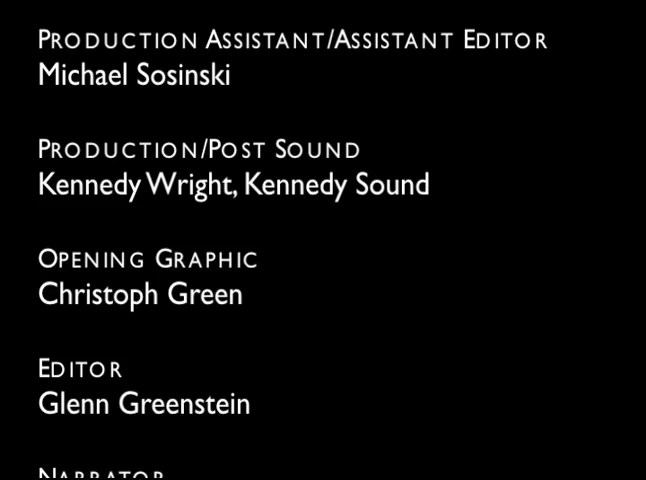 PRODUCTION ASSISTANT/ASSISTANT EDITOR
Michael Sosinski
PRODUCTION/POST SOUND
Kennedy Wright, Kennedy Sound
OPENING GRAPHIC
Christoph Green
EDITOR
Glenn Greenstein
NARRATOR